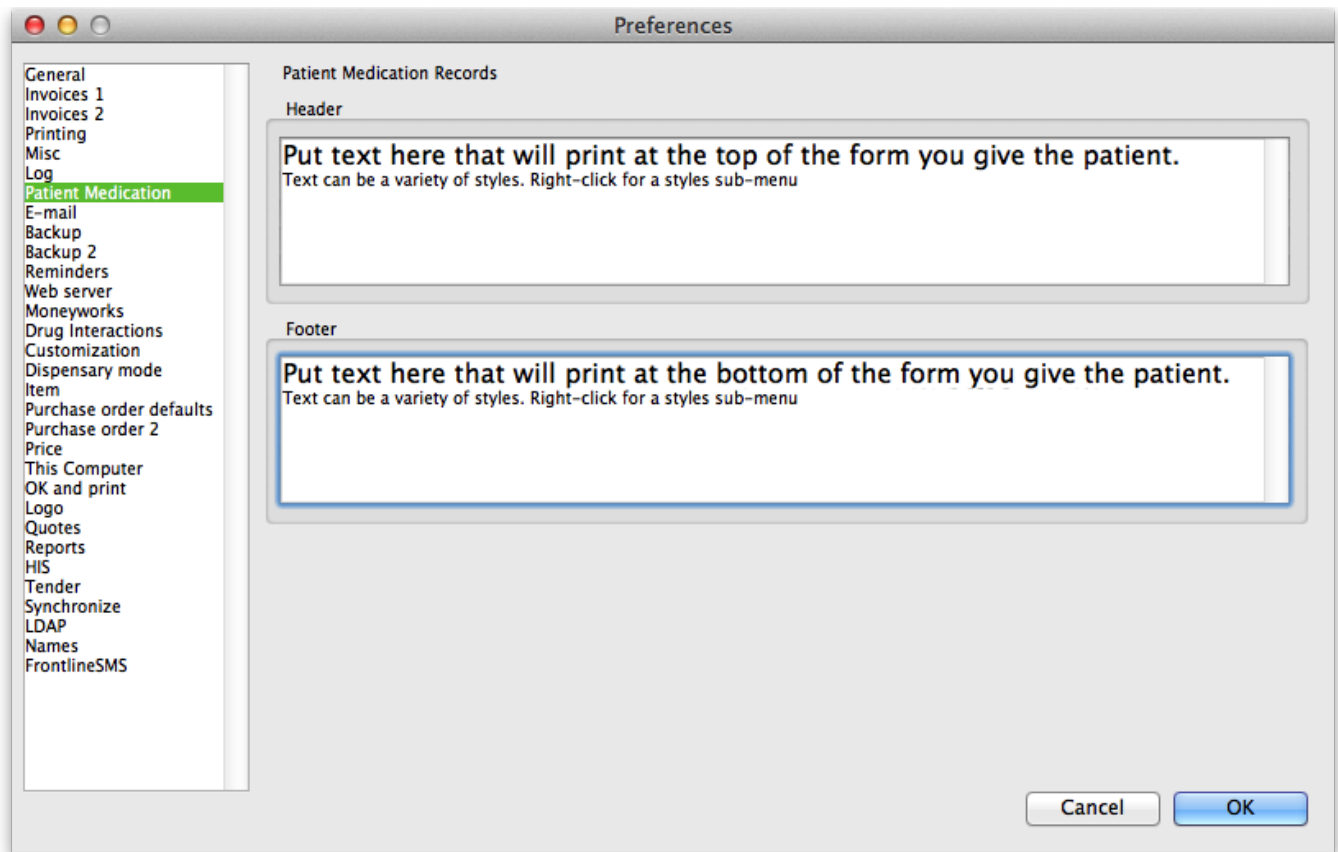 Preferences
General
Invoices 1
Invoices 2
Printing
Misc
Log
Patient Medication
E-mail
Backup
Backup 2
Reminders
Web server
Moneyworks
Drug Interactions
Customization
Dispensary mode
Item
Purchase order defaults
Purchase order 2
Price
This Computer
OK and print
Logo
Quotes
Reports
HIS
Tender
Synchronize
LDAP
Names
FrontlineSMS
Patient Medication Records
Header
Put text here that will print at the top of the form you give the patient.
Text can be a variety of styles. Right-click for a styles sub-menu
Footer
Put text here that will print at the bottom of the form you give the patient.
Text can be a variety of styles. Right-click for a styles sub-menu
Cancel
OK